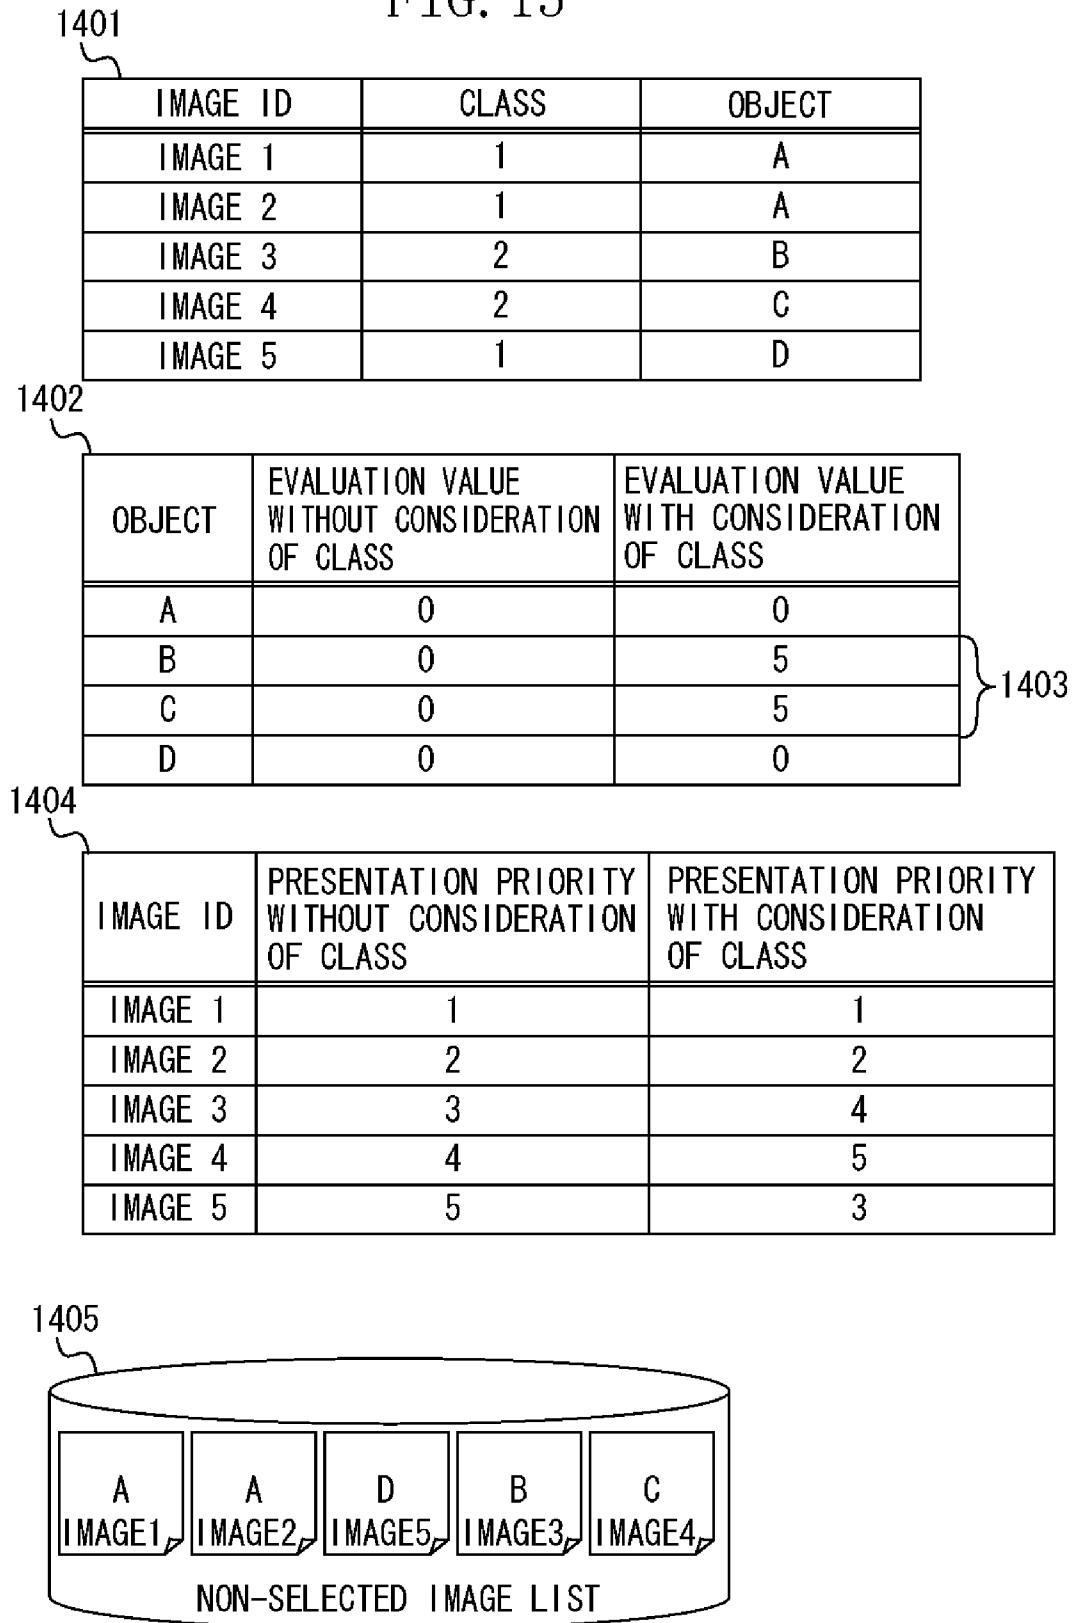 FIG. 15
1401
IMAGE ID CLASS OBJECT
IMAGE 1 1 A
IMAGE 2 1 A
IMAGE 3 2 B
IMAGE 4 2 C
IMAGE 5 1 D
1402
OBJECT
EVALUATION VALUE
WITHOUT CONSIDERATION
OF CLASS
EVALUATION VALUE
WITH CONSIDERATION
OF CLASS
A 0 0
B 0 5
C 0 5
D 0 0
1403
1404
IMAGE ID
PRESENTATION PRIORITY
WITHOUT CONSIDERATION
OF CLASS
PRESENTATION PRIORITY
WITH CONSIDERATION
OF CLASS
IMAGE 1 1 1
IMAGE 2 2 2
IMAGE 3 3 4
IMAGE 4 4 5
IMAGE 5 5 3
1405
A A D B C
IMAGE1 IMAGE2 IMAGE5 IMAGE3 IMAGE4
NON-SELECTED IMAGE LIST